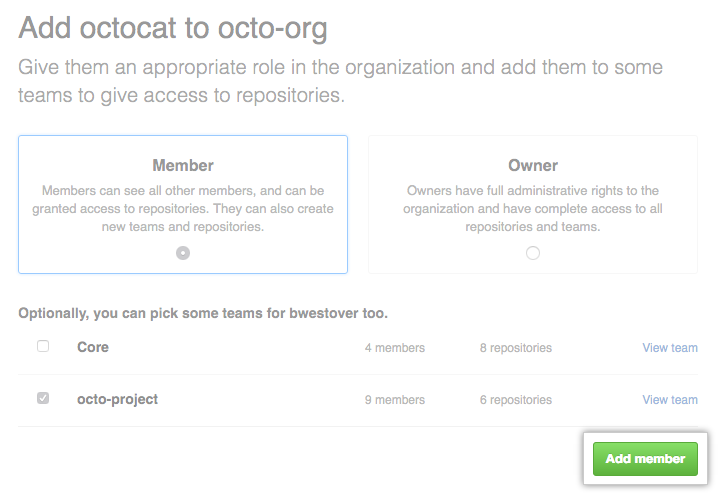 Add octocat to octo-org
Give them an appropriate role in the organization and add them to some
teams to give access to repositories.
Member
Members can see all other members, and can be
granted access to repositories. They can also create
new teams and repositories.
Owner
Owners have full administrative rights to the
organization and have complete access to all
repositories and teams.
Optionally, you can pick some teams for bwestover too.
Core 4 members 8 repositories View team
octo-project 9 members 6 repositories View team
Add member